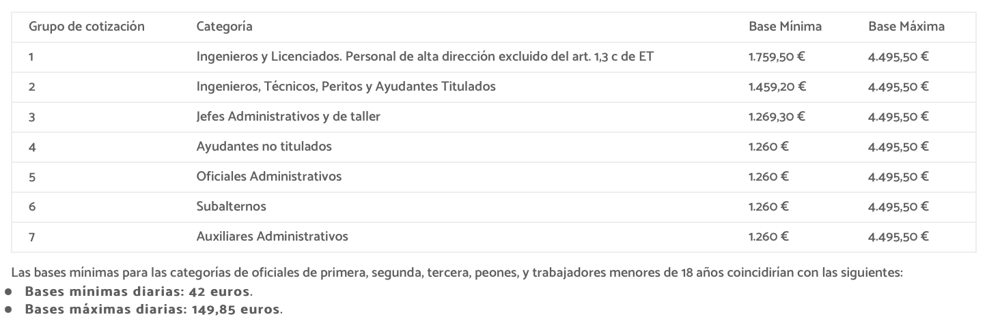 Grupo de cotización Categoría Base Mínima Base Máxima
1 Ingenieros y Licenciados. Personal de alta dirección excluido del art. 1,3 c de ET 1.759,50 € 4.495,50 €
2 Ingenieros, Técnicos, Peritos y Ayudantes Titulados 1.459,20 € 4.495,50 €
3 Jefes Administrativos y de taller 1.269,30 € 4.495,50 €
4 Ayudantes no titulados 1.260 € 4.495,50 €
5 Oficiales Administrativos 1.260 € 4.495,50 €
6 Subalternos 1.260 € 4.495,50 €
7 Auxiliares Administrativos 1.260 € 4.495,50 €
Las bases mínimas para las categorías de oficiales de primera, segunda, tercera, peones, y trabajadores menores de 18 años coincidirían con las siguientes:
● Bases mínimas diarias: 42 euros.
● Bases máximas diarias: 149,85 euros.